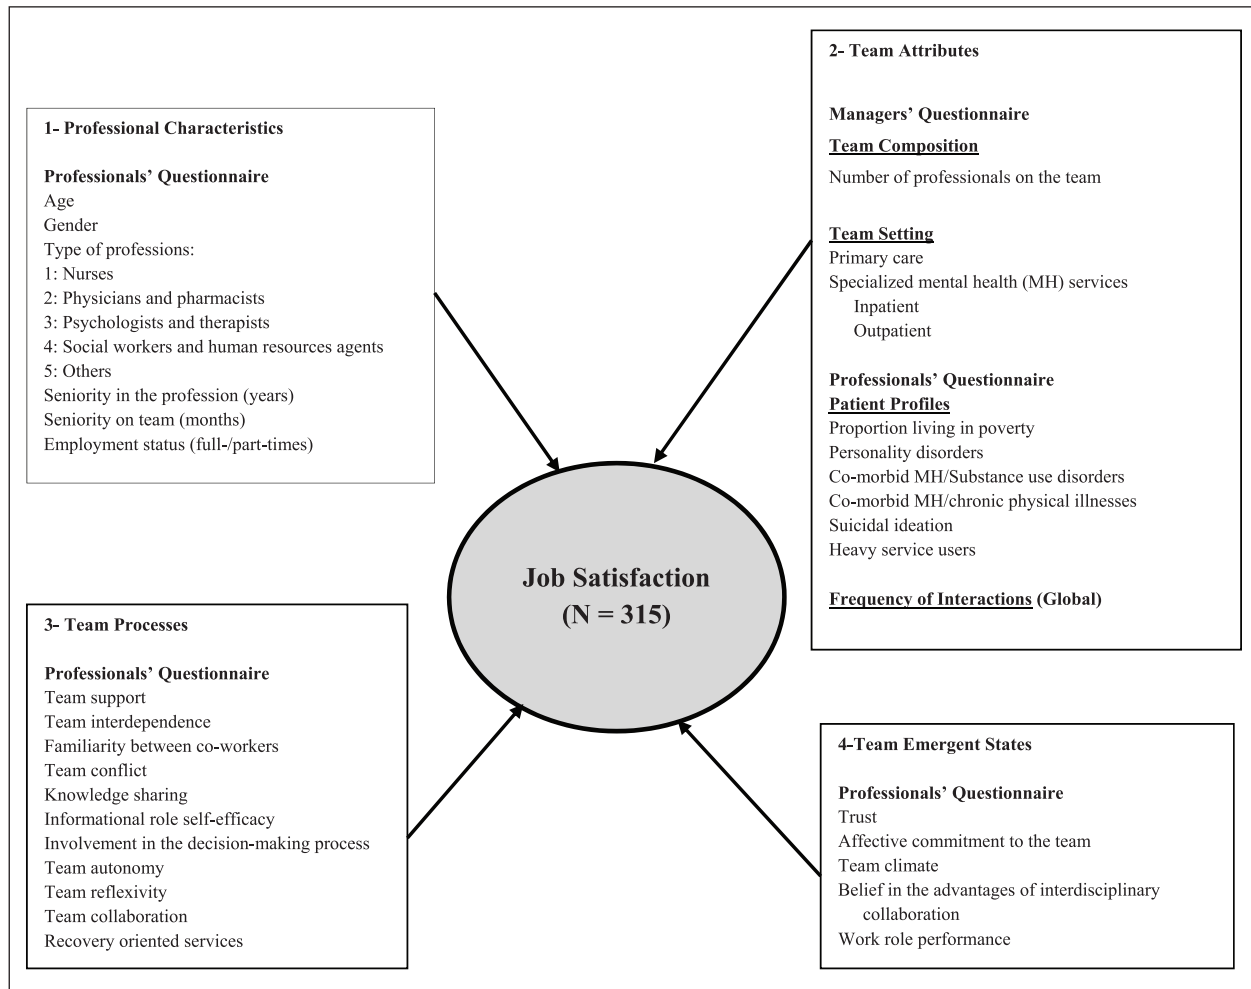 1- Professional Characteristics
Professionals’ Questionnaire
Age
Gender
Type of professions:
1: Nurses
2: Physicians and pharmacists
3: Psychologists and therapists
4: Social workers and human resources agents
5: Others
Seniority in the profession (years)
Seniority on team (months)
Employment status (full-/part-times)
2- Team Attributes
Managers’ Questionnaire
Team Composition
Number of professionals on the team
Team Setting
Primary care
Specialized mental health (MH) services
Inpatient
Outpatient
Professionals’ Questionnaire
Patient Profiles
Proportion living in poverty
Personality disorders
Co-morbid MH/Substance use disorders
Co-morbid MH/chronic physical illnesses
Suicidal ideation
Heavy service users
Frequency of Interactions (Global)
Job Satisfaction
(N = 315)
3- Team Processes
Professionals’ Questionnaire
Team support
Team interdependence
Familiarity between co-workers
Team conflict
Knowledge sharing
Informational role self-efficacy
Involvement in the decision-making process
Team autonomy
Team reflexivity
Team collaboration
Recovery oriented services
4-Team Emergent States
Professionals’ Questionnaire
Trust
Affective commitment to the team
Team climate
Belief in the advantages of interdisciplinary
collaboration
Work role performance